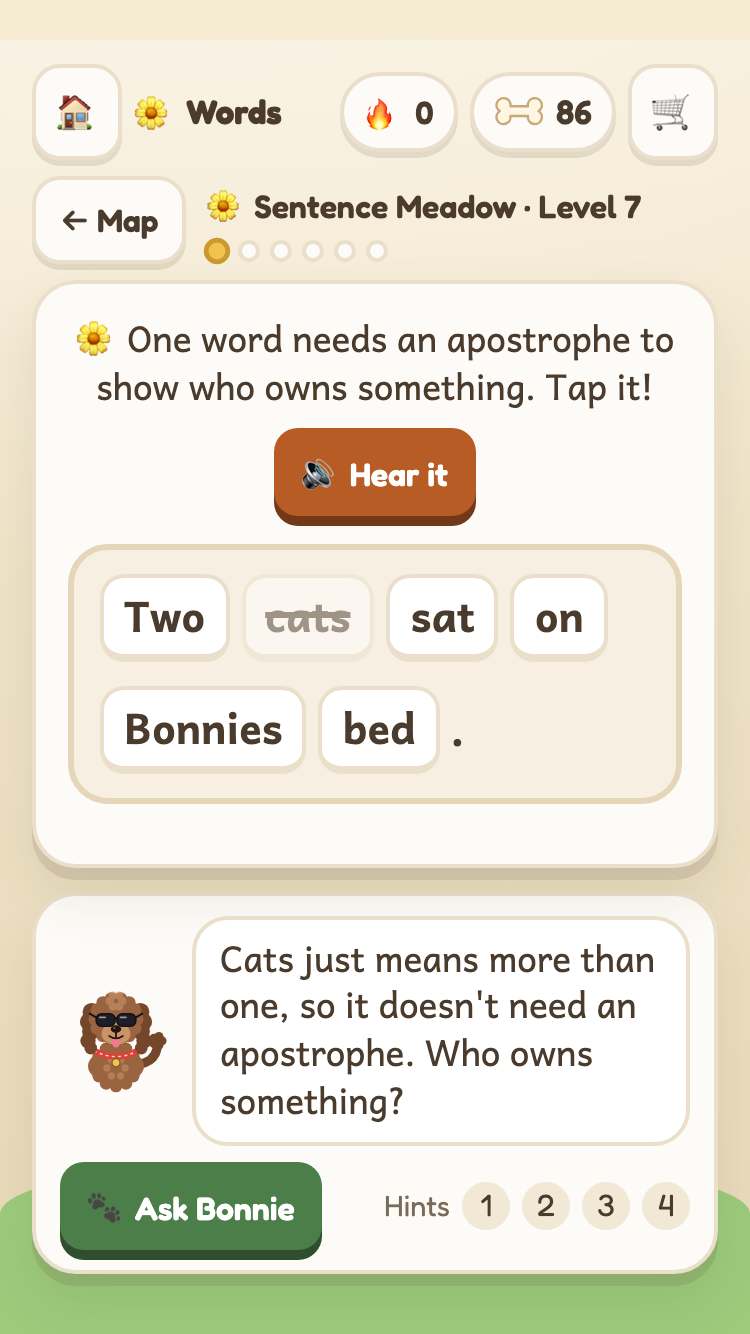 Words
0
86
← Map
Sentence Meadow · Level 7
One word needs an apostrophe to
show who owns something. Tap it!
Hear it
Two cats sat on
Bonnies bed .
Cats just means more than
one, so it doesn't need an
apostrophe. Who owns
something?
Ask Bonnie
Hints 1 2 3 4